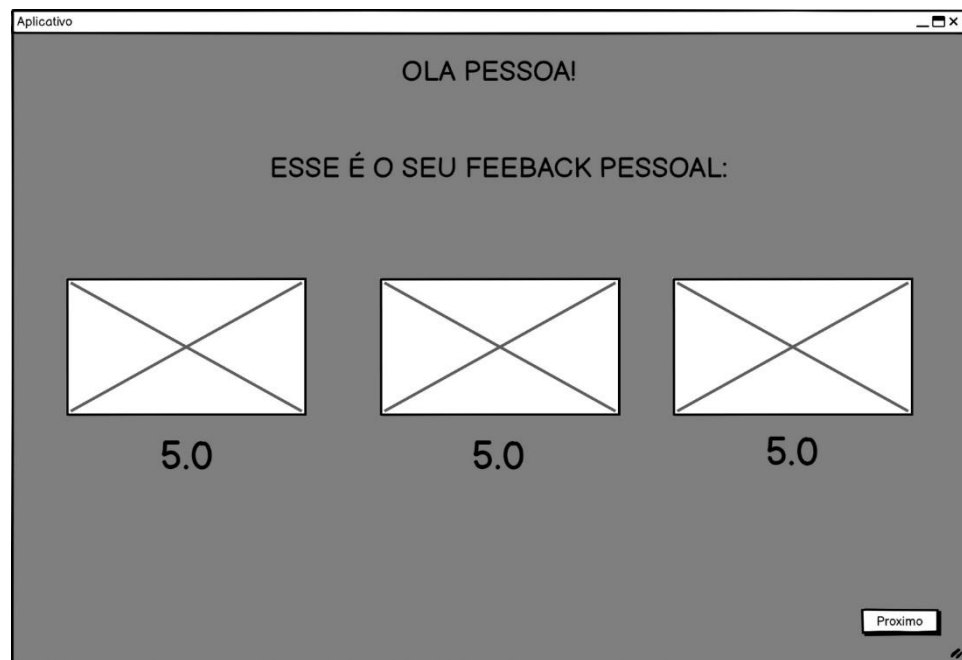 Aplicativo
OLA PESSOA!
ESSE É O SEU FEEBACK PESSOAL:
5.0 5.0 5.0
Proximo